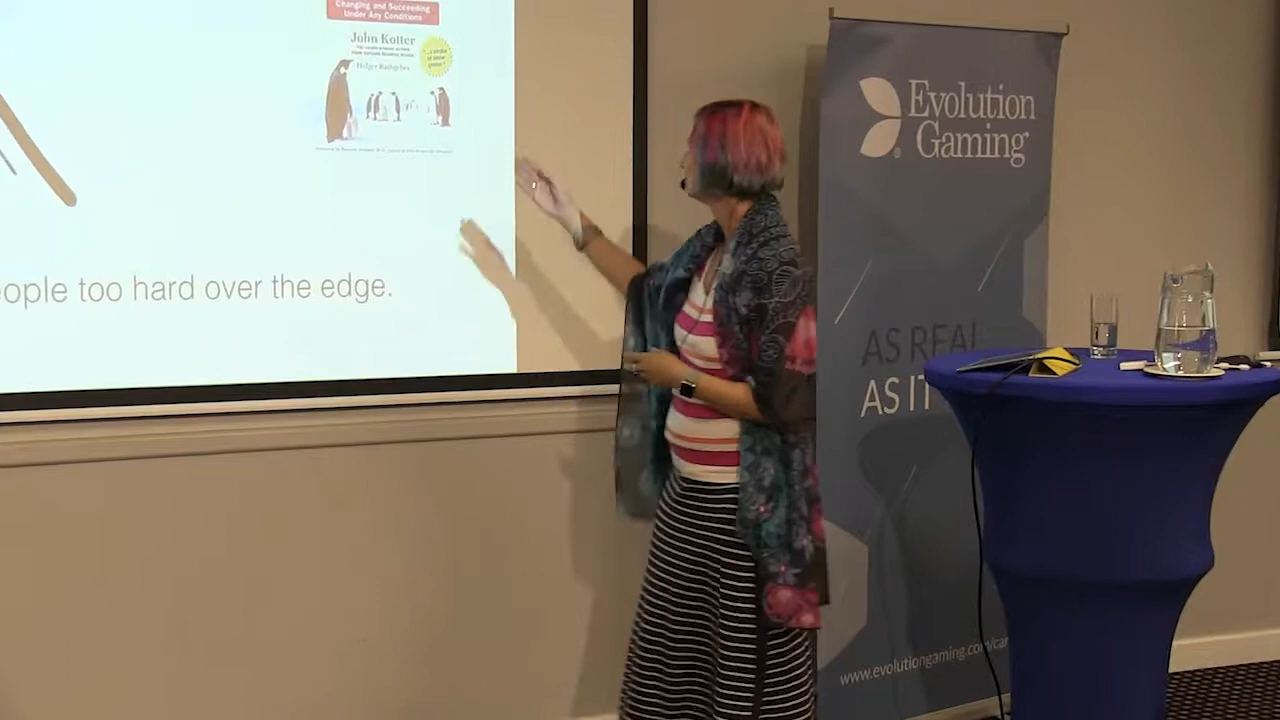 Changing and Succeeding
Under Any Conditions
John Kotter
Holger Rathgeber
eople too hard over the edge.
Evolution
Gaming
AS REAL
AS IT
www.evolutiongaming.com/car